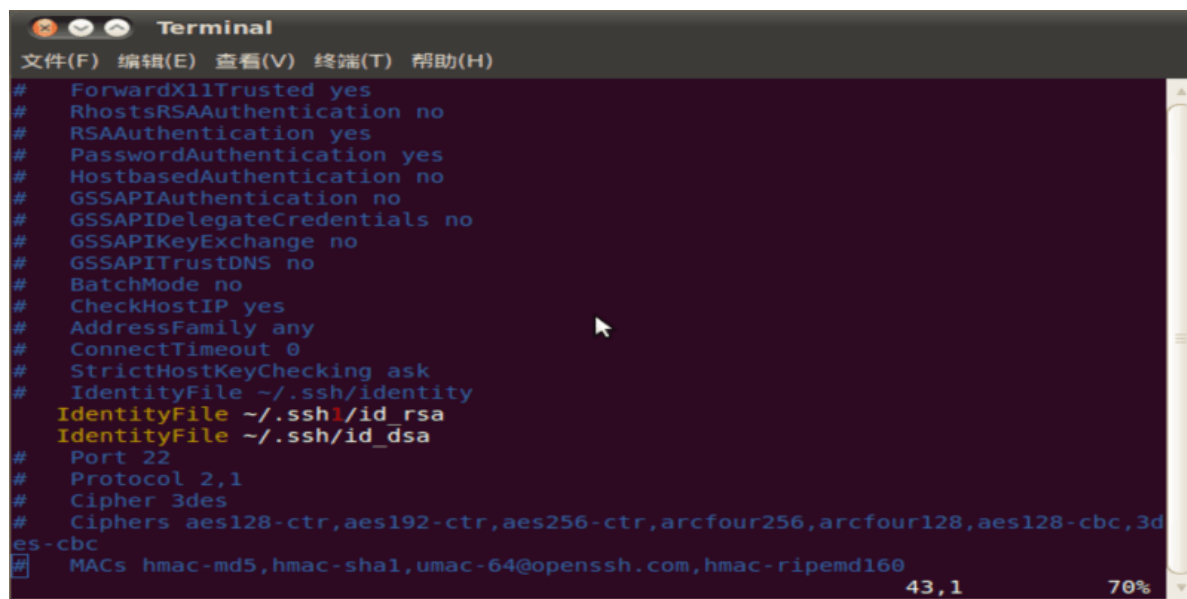 Terminal
文件(F) 编辑(E) 查看(V) 终端(T) 帮助(H)
#   ForwardX11Trusted yes
#   RhostsRSAAuthentication no
#   RSAAuthentication yes
#   PasswordAuthentication yes
#   HostbasedAuthentication no
#   GSSAPIAuthentication no
#   GSSAPIDelegateCredentials no
#   GSSAPIKeyExchange no
#   GSSAPITrustDNS no
#   BatchMode no
#   CheckHostIP yes
#   AddressFamily any
#   ConnectTimeout 0
#   StrictHostKeyChecking ask
#   IdentityFile ~/.ssh/identity
   IdentityFile ~/.ssh1/id_rsa
   IdentityFile ~/.ssh/id_dsa
#   Port 22
#   Protocol 2,1
#   Cipher 3des
#   Ciphers aes128-ctr,aes192-ctr,aes256-ctr,arcfour256,arcfour128,aes128-cbc,3d
es-cbc
#   MACs hmac-md5,hmac-sha1,umac-64@openssh.com,hmac-ripemd160
43,1 70%